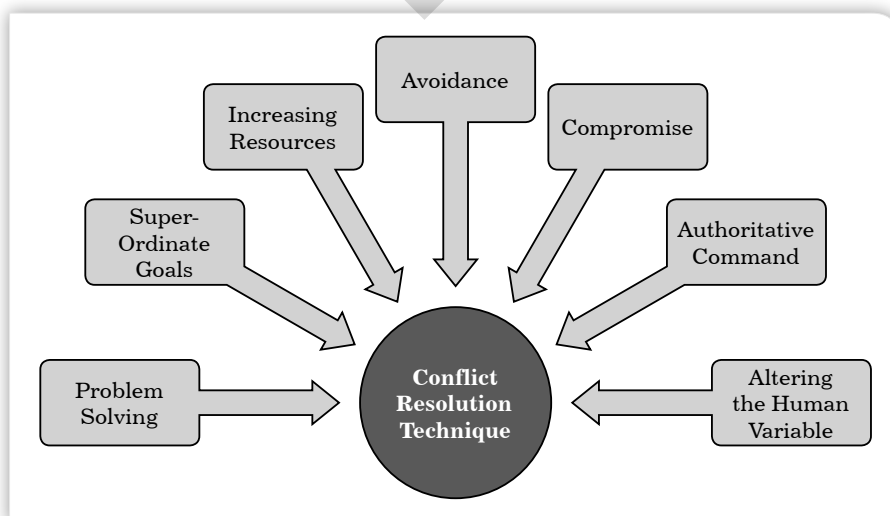 Avoidance
Increasing
Resources
Compromise
Super-
Ordinate
Goals
Authoritative
Command
Problem
Solving
Conflict
Resolution
Technique
Altering
the Human
Variable